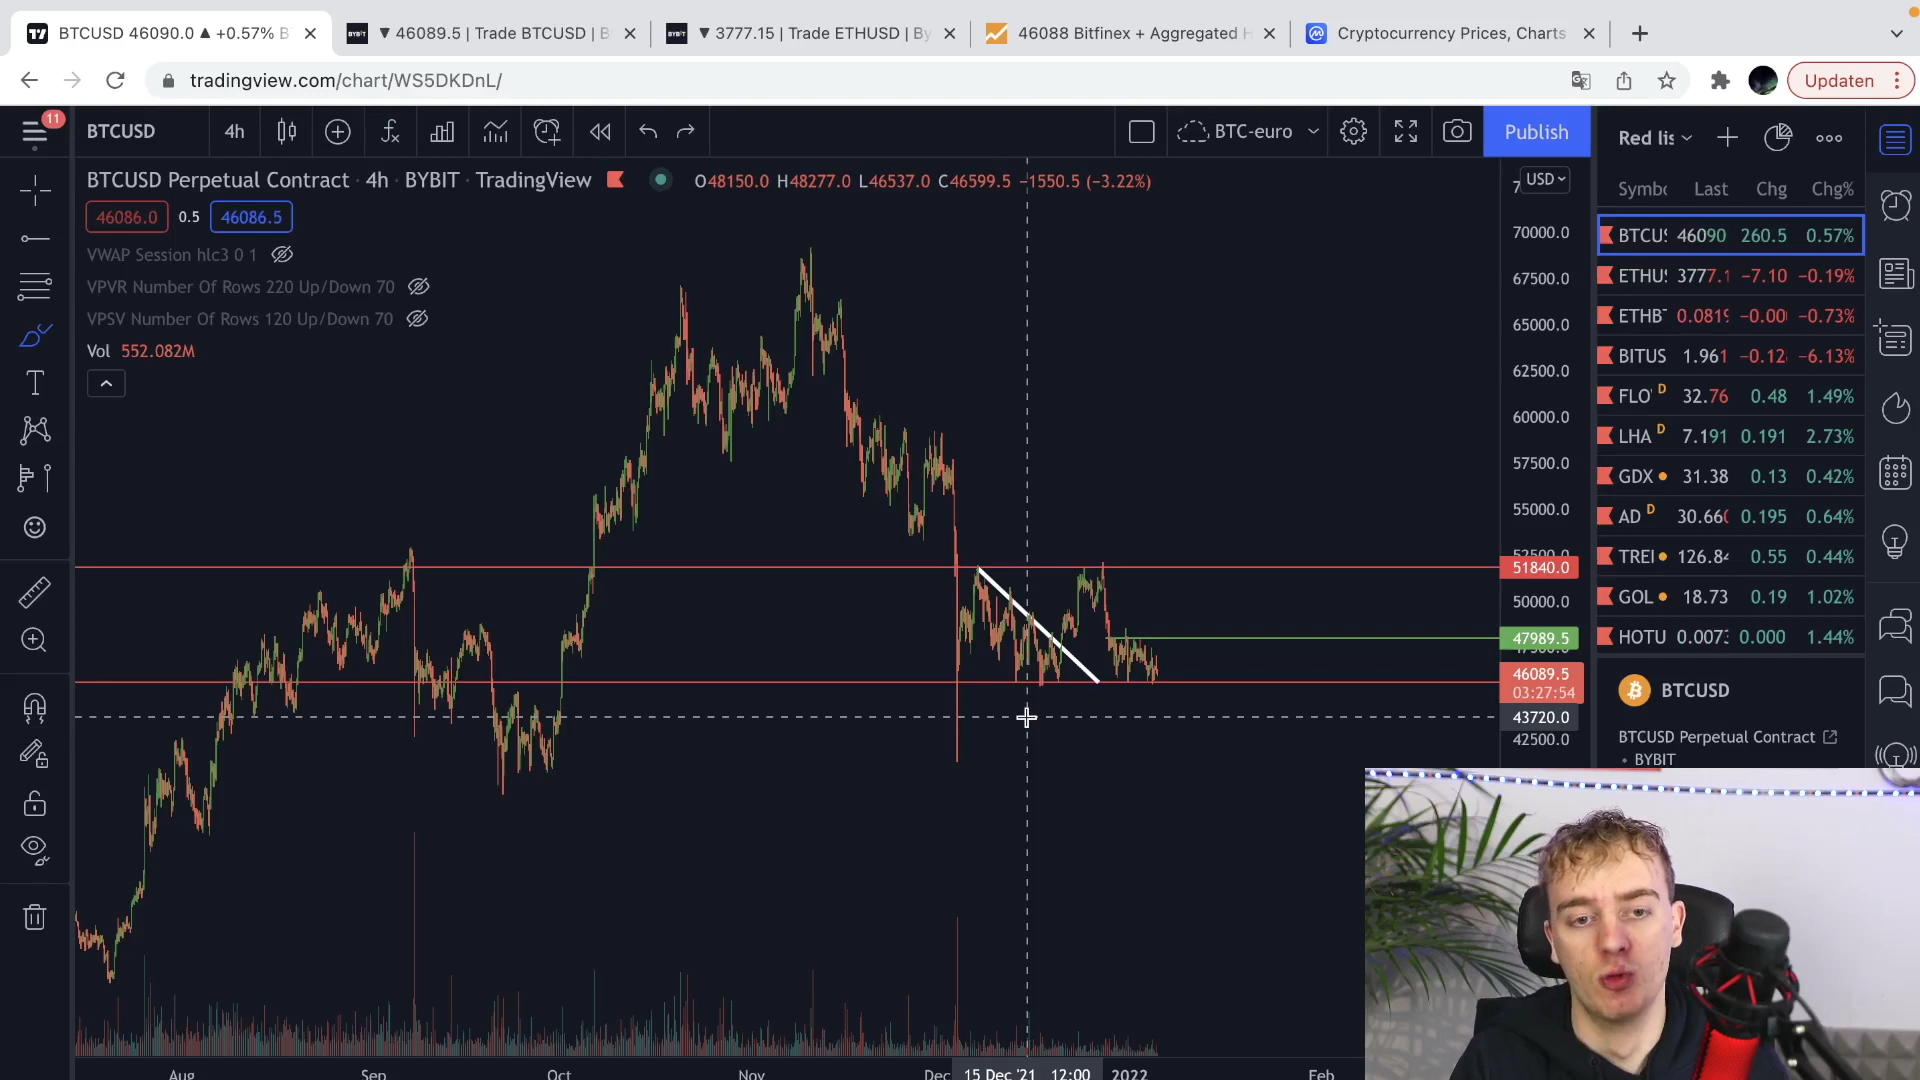 BTCUSD 46090.0 ▲ +0.57% B
▼ 46089.5 | Trade BTCUSD | B
▼ 3777.15 | Trade ETHUSD | By
46088 Bitfinex + Aggregated H
Cryptocurrency Prices, Charts
tradingview.com/chart/WS5DKDnL/
Updaten
11
BTCUSD
4h
BTC-euro
Publish
Red lis
BTCUSD Perpetual Contract · 4h · BYBIT · TradingView
O48150.0 H48277.0 L46537.0 C46599.5 −1550.5 (−3.22%)
USD
46086.0
0.5
46086.5
VWAP Session hlc3 0 1
VPVR Number Of Rows 220 Up/Down 70
VPSV Number Of Rows 120 Up/Down 70
Vol 552.082M
70000.0
67500.0
65000.0
62500.0
60000.0
57500.0
55000.0
52500.0
51840.0
50000.0
47989.5
46089.5
03:27:54
43720.0
42500.0
Symbo Last Chg Chg%
BTCUS 46090 260.5 0.57%
ETHUS 3777.1 −7.10 −0.19%
ETHBT 0.0819 −0.00 −0.73%
BITUS 1.961 −0.12 −6.13%
FLO D 32.76 0.48 1.49%
LHA D 7.191 0.191 2.73%
GDX 31.38 0.13 0.42%
AD D 30.660 0.195 0.64%
TREI 126.84 0.55 0.44%
GOL 18.73 0.19 1.02%
HOTU 0.0073 0.000 1.44%
BTCUSD
BTCUSD Perpetual Contract
• BYBIT
Aug
Sep
Oct
Nov
Dec
15 Dec '21 12:00
2022
Feb